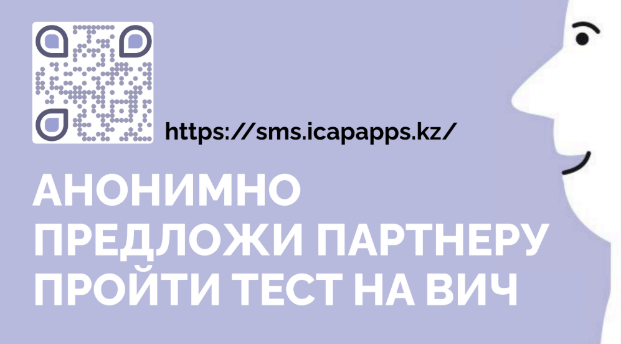 https://sms.icapapps.kz/
АНОНИМНО
ПРЕДЛОЖИ ПАРТНЕРУ
ПРОЙТИ ТЕСТ НА ВИЧ